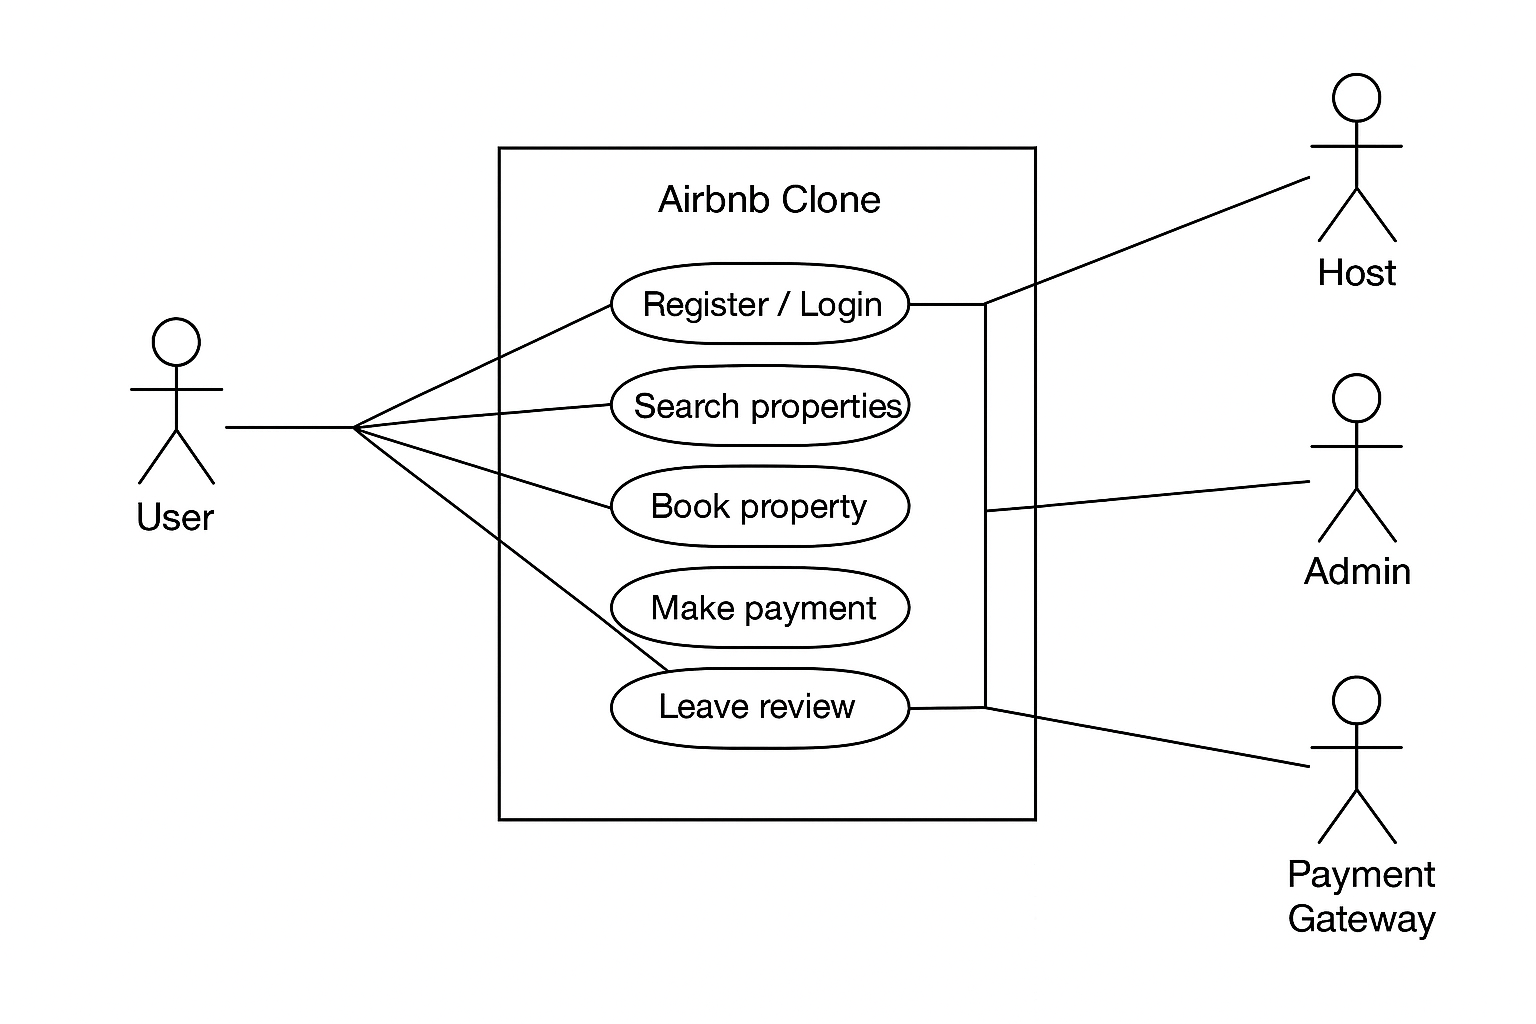 Airbnb Clone
Register / Login
Search properties
Book property
Make payment
Leave review
User
Host
Admin
Payment
Gateway